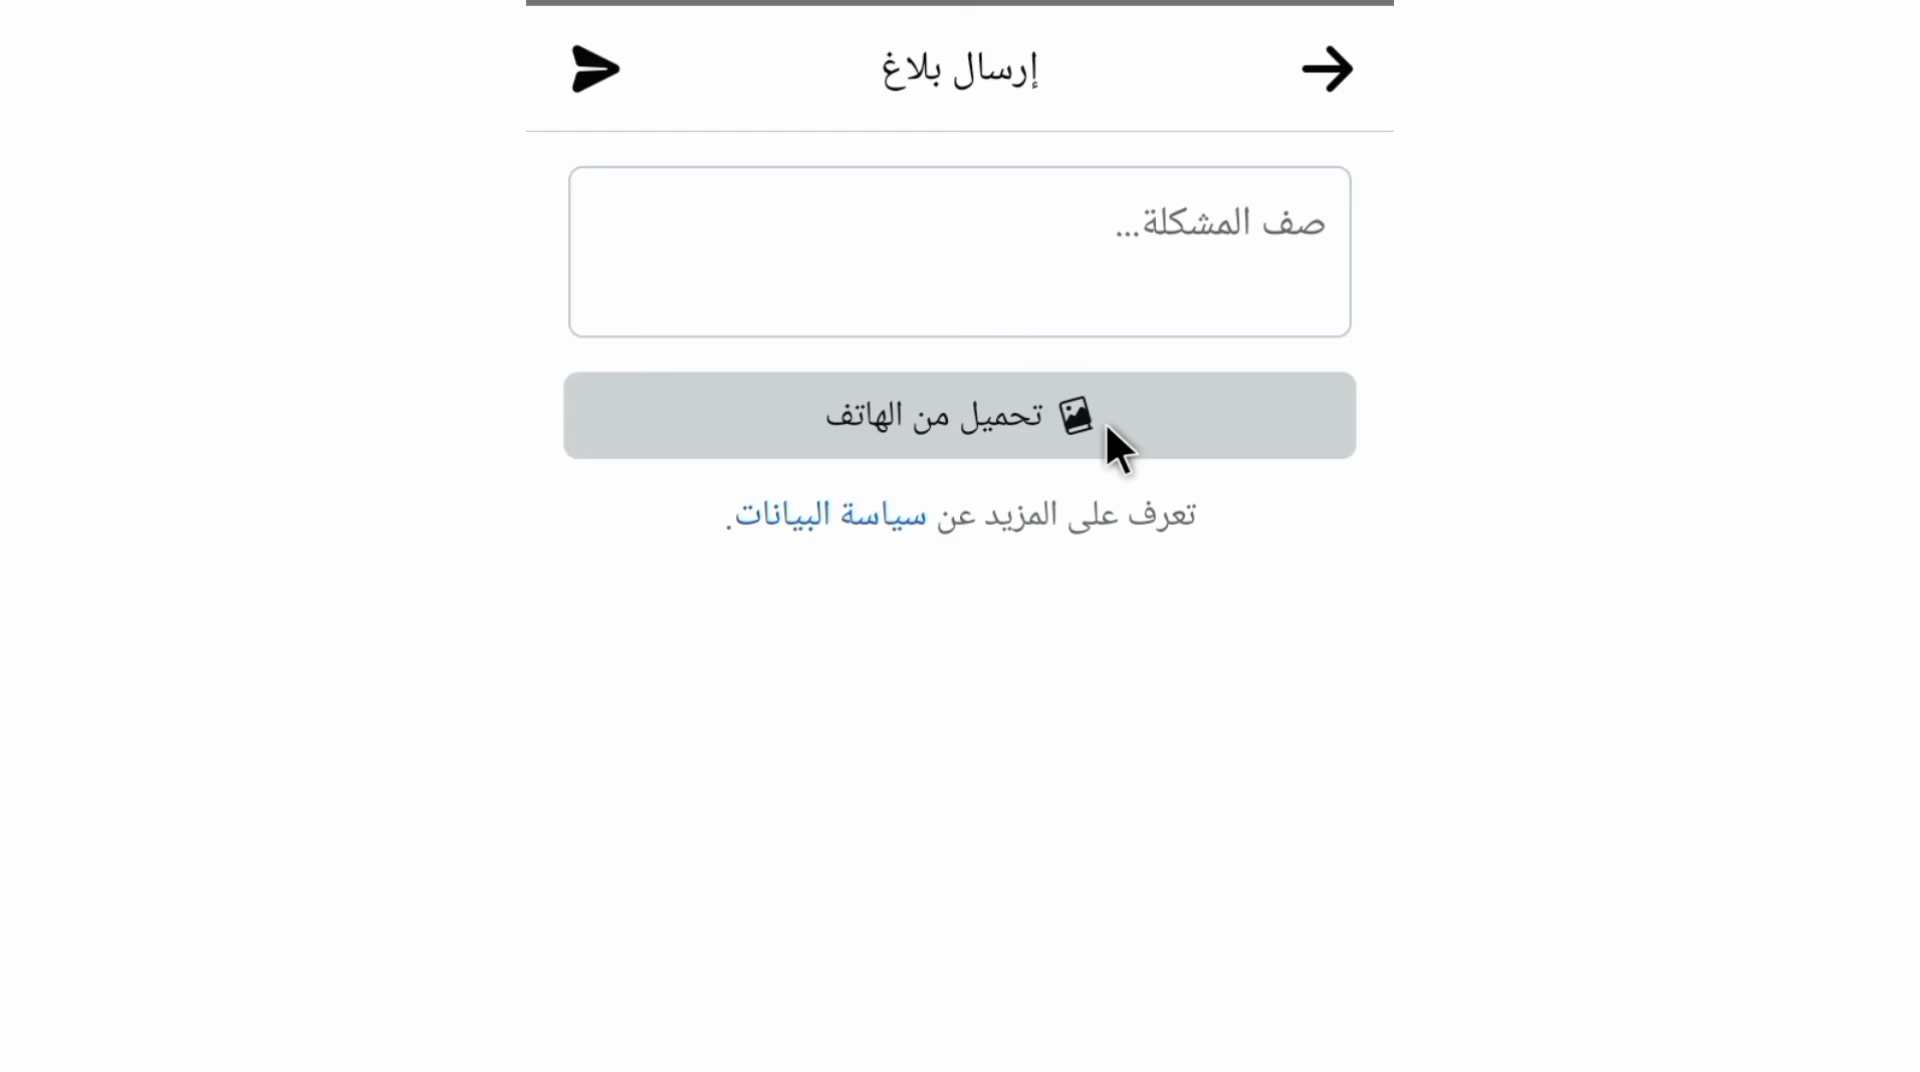 إرسال بلاغ
صف المشكلة...
تحميل من الهاتف
تعرف على المزيد عن سياسة البيانات.